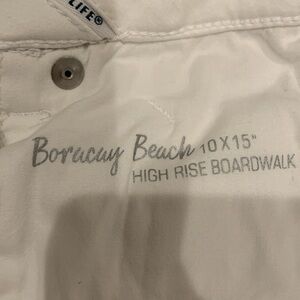 LIFE®
Boracay Beach 10 X 15"
HIGH RISE BOARDWALK